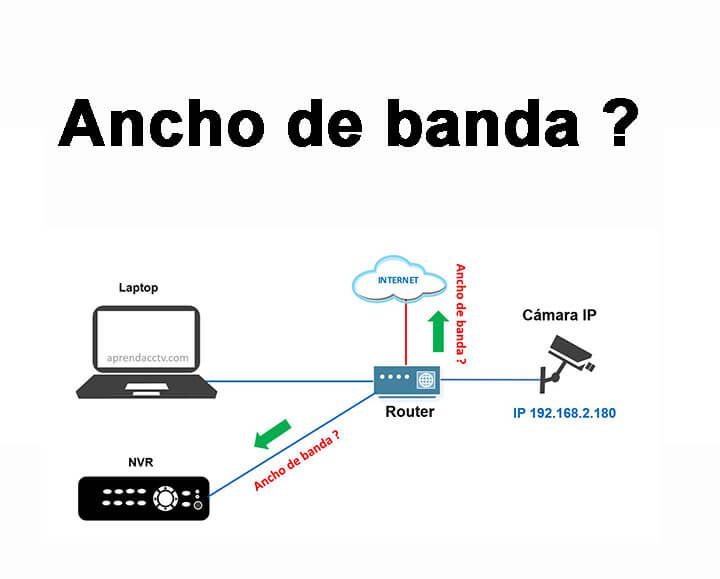 Ancho de banda ?
Laptop
aprendacctv.com
INTERNET
Ancho de banda ?
Cámara IP
IP 192.168.2.180
Router
Ancho de banda ?
NVR